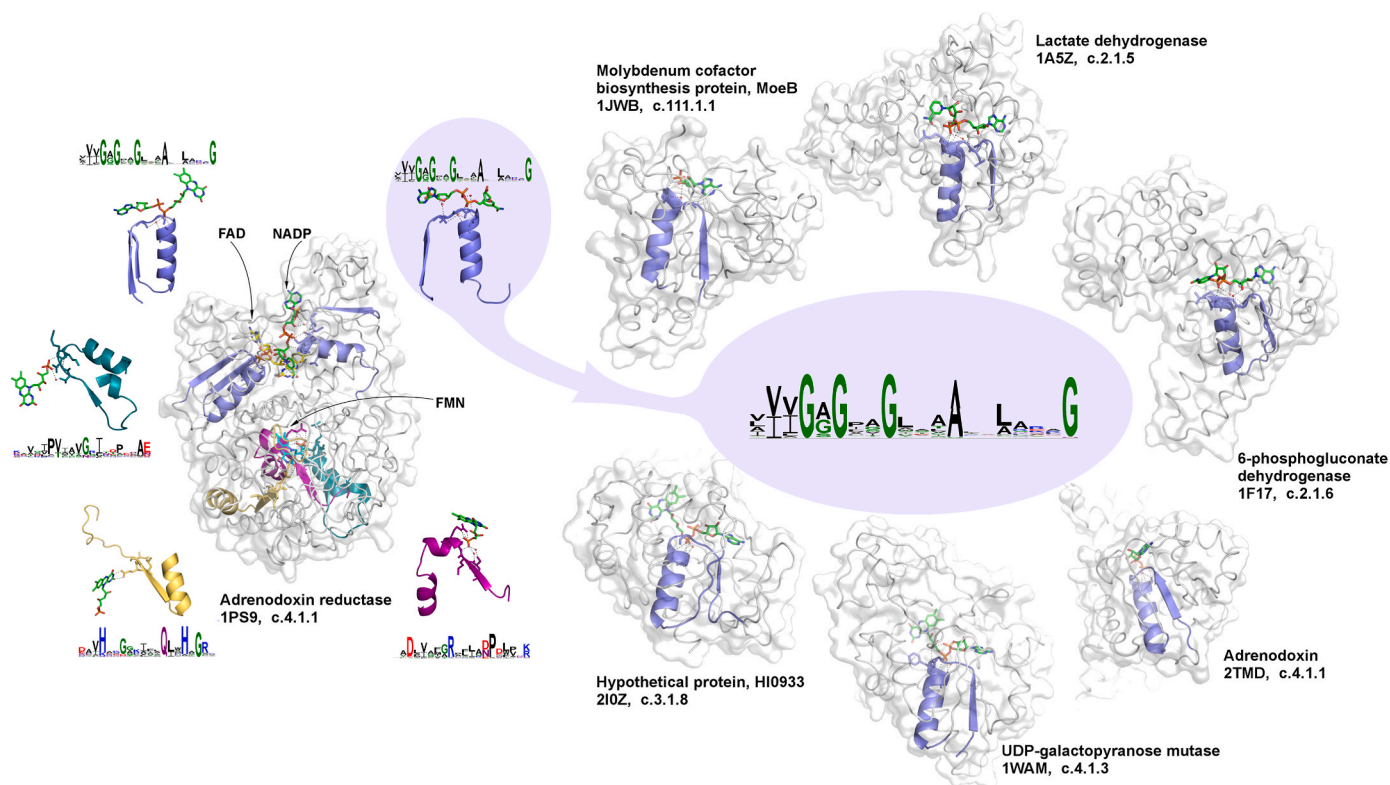 Lactate dehydrogenase
1A5Z, c.2.1.5
Molybdenum cofactor
biosynthesis protein, MoeB
1JWB, c.111.1.1
FAD
NADP
FMN
Adrenodoxin reductase
1PS9, c.4.1.1
6-phosphogluconate
dehydrogenase
1F17, c.2.1.6
Hypothetical protein, HI0933
2I0Z, c.3.1.8
Adrenodoxin
2TMD, c.4.1.1
UDP-galactopyranose mutase
1WAM, c.4.1.3